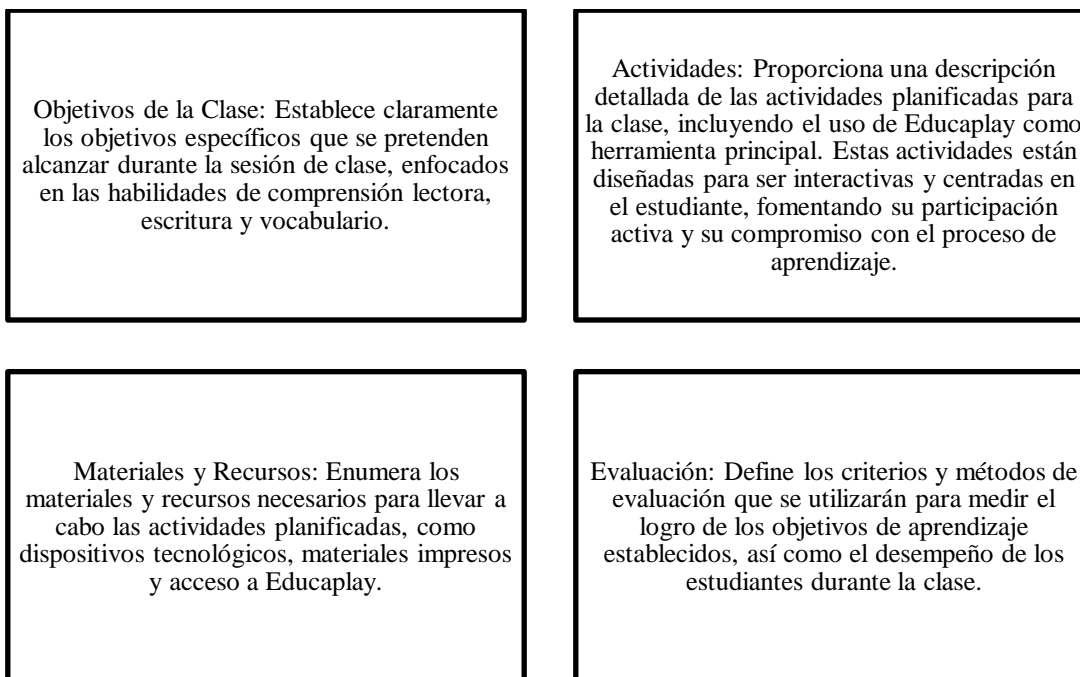 Objetivos de la Clase: Establece claramente
los objetivos específicos que se pretenden
alcanzar durante la sesión de clase, enfocados
en las habilidades de comprensión lectora,
escritura y vocabulario.
Actividades: Proporciona una descripción
detallada de las actividades planificadas para
la clase, incluyendo el uso de Educaplay como
herramienta principal. Estas actividades están
diseñadas para ser interactivas y centradas en
el estudiante, fomentando su participación
activa y su compromiso con el proceso de
aprendizaje.
Materiales y Recursos: Enumera los
materiales y recursos necesarios para llevar a
cabo las actividades planificadas, como
dispositivos tecnológicos, materiales impresos
y acceso a Educaplay.
Evaluación: Define los criterios y métodos de
evaluación que se utilizarán para medir el
logro de los objetivos de aprendizaje
establecidos, así como el desempeño de los
estudiantes durante la clase.